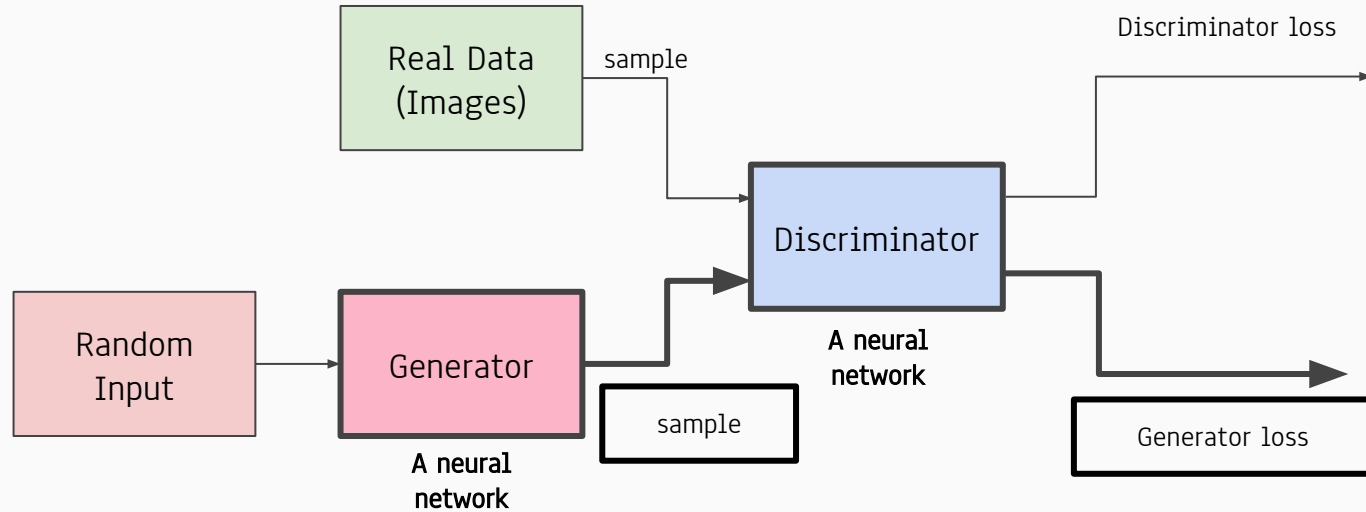 Discriminator loss
Real Data
(Images)
sample
Discriminator
A neural
network
Random
Input
Generator
A neural
network
sample
Generator loss